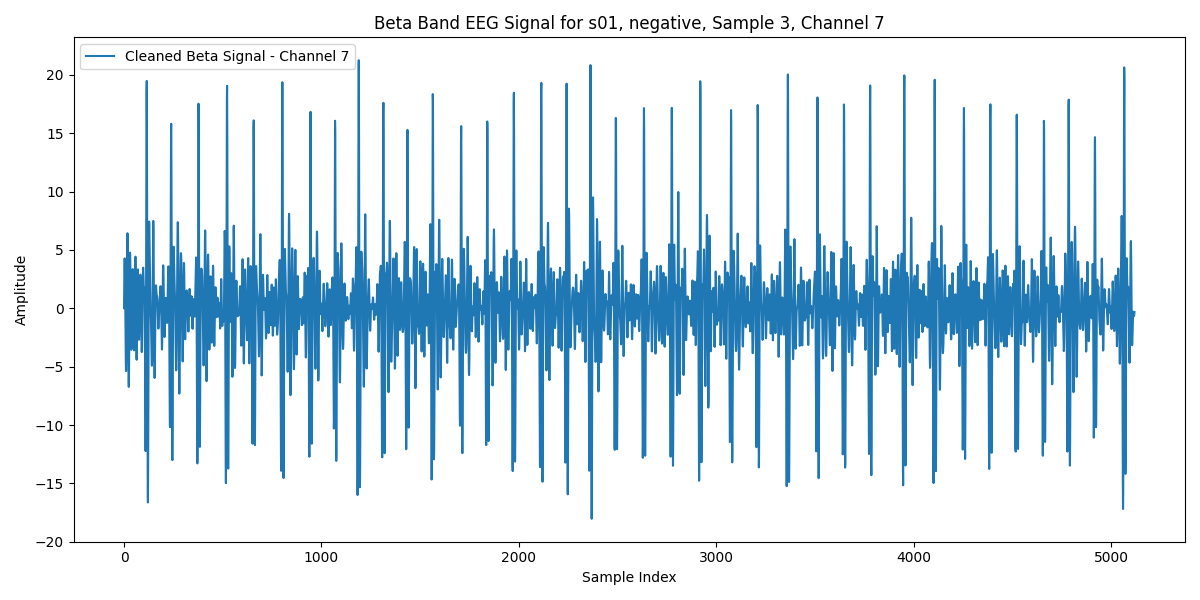 Beta Band EEG Signal for s01, negative, Sample 3, Channel 7
Cleaned Beta Signal - Channel 7
20
15
10
5
0
−5
−10
−15
−20
Amplitude
0 1000 2000 3000 4000 5000
Sample Index